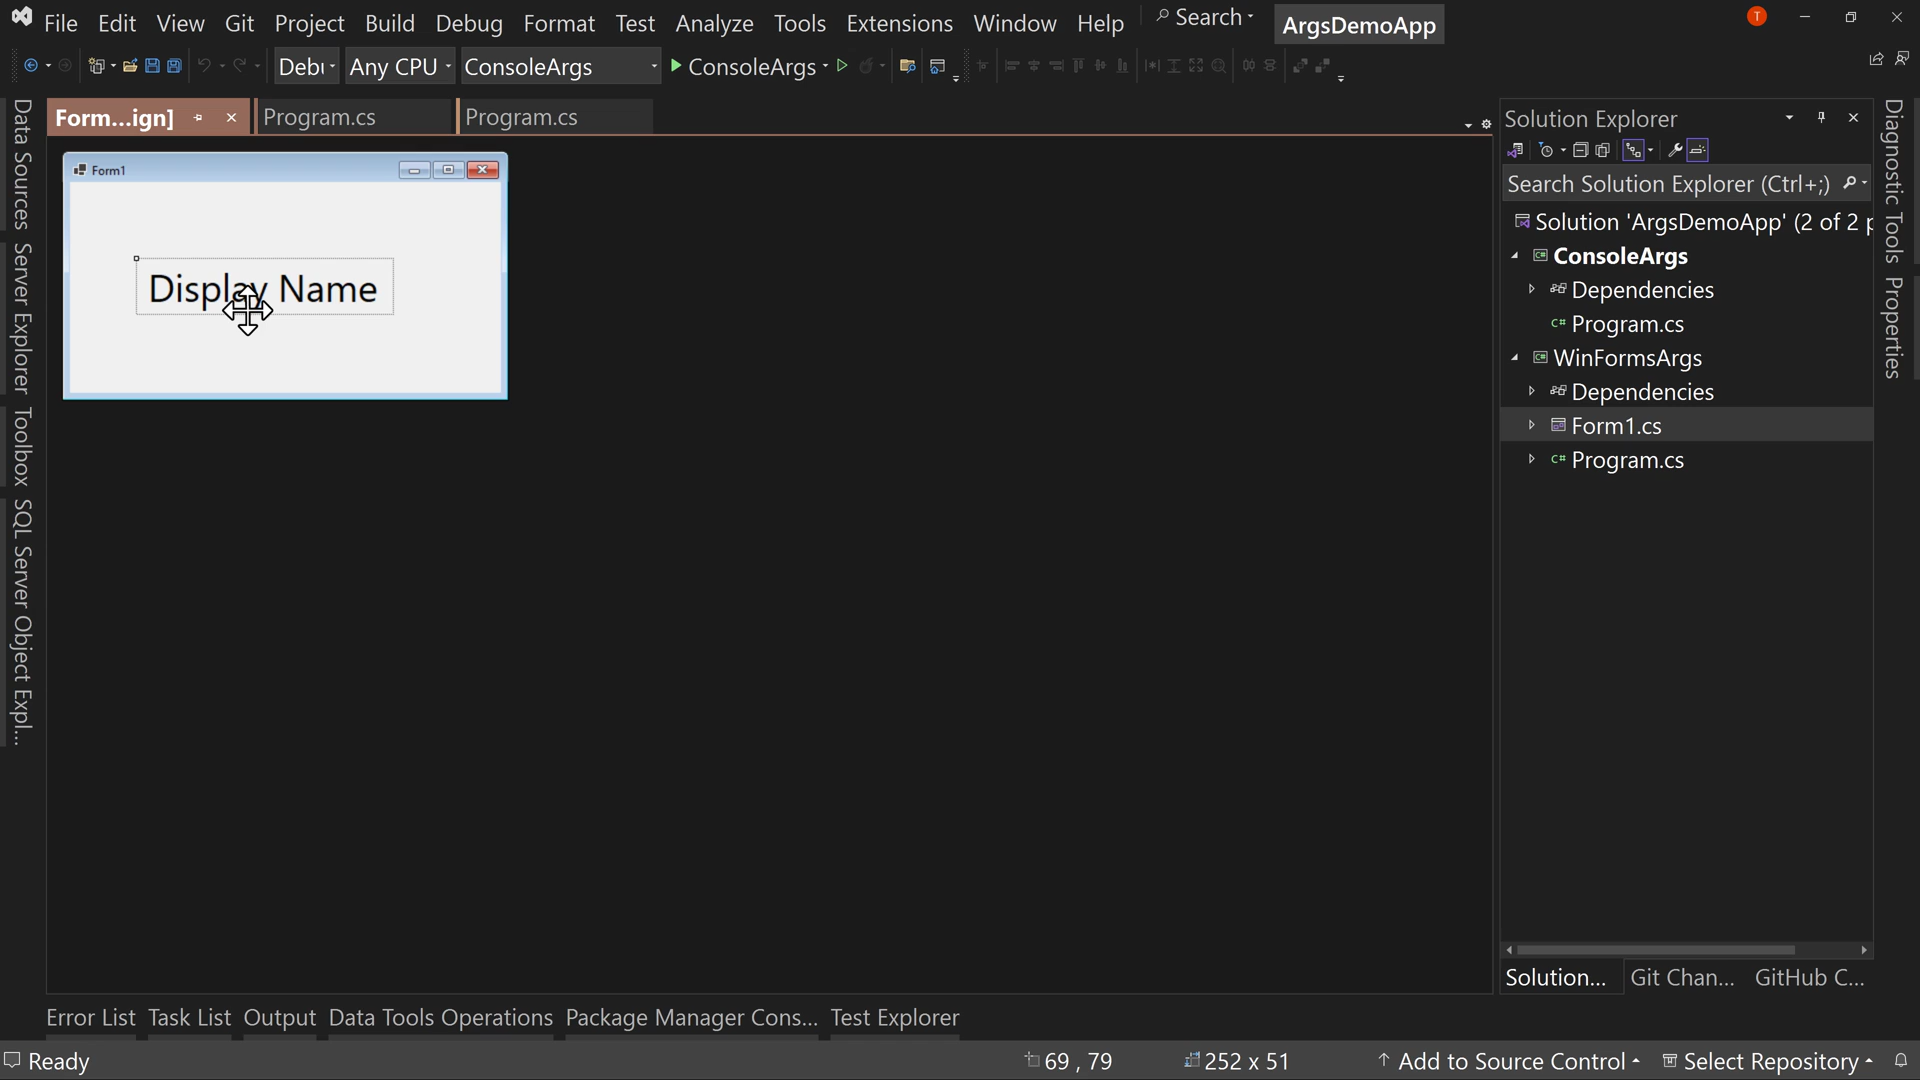 File Edit View Git Project Build Debug Format Test Analyze Tools Extensions Window Help Search ArgsDemoApp T
Debu Any CPU ConsoleArgs ConsoleArgs
Form...ign] Program.cs Program.cs
Form1
Display Name
Data Sources
Server Explorer
Toolbox
SQL Server Object Expl...
Solution Explorer
Search Solution Explorer (Ctrl+;)
Solution 'ArgsDemoApp' (2 of 2 p
ConsoleArgs
Dependencies
C# Program.cs
WinFormsArgs
Dependencies
Form1.cs
C# Program.cs
Solution... Git Chan... GitHub C...
Diagnostic Tools
Properties
Error List Task List Output Data Tools Operations Package Manager Cons... Test Explorer
Ready 69 , 79 252 x 51 Add to Source Control Select Repository